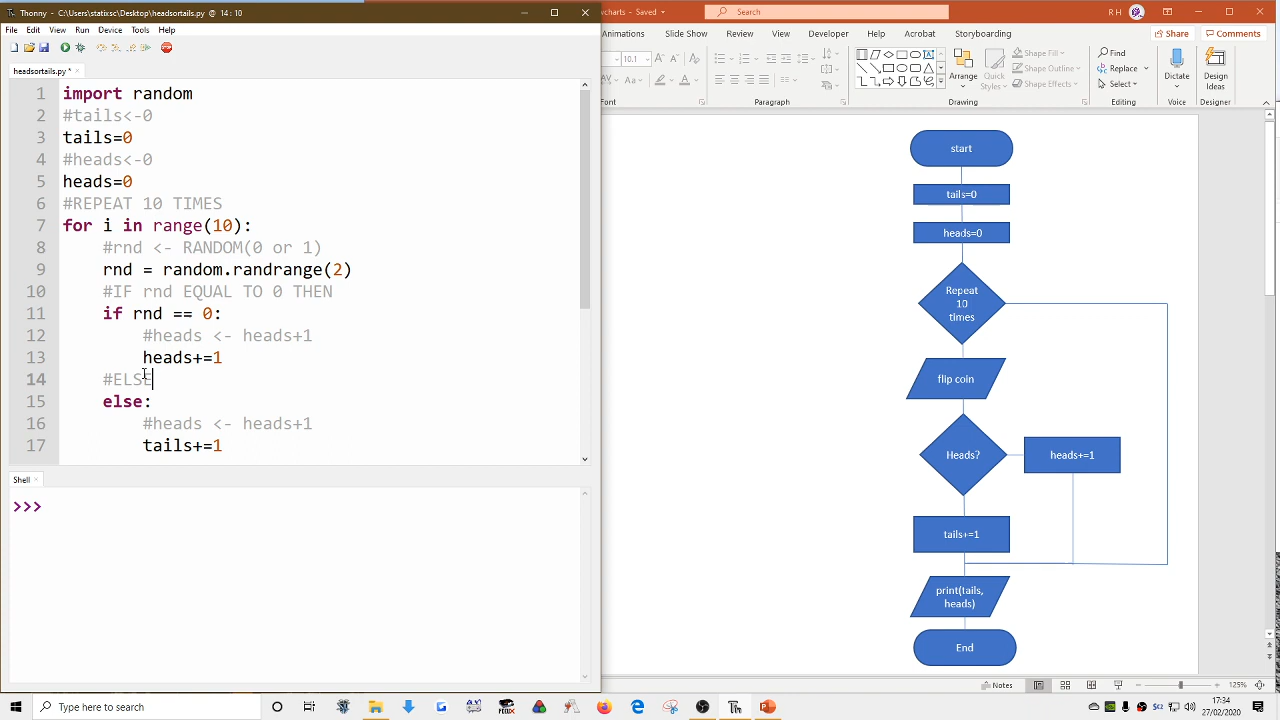 Thonny - C:\Users\statixsc\Desktop\headsortails.py @ 14 : 10
File Edit View Run Device Tools Help
headsortails.py *
1 import random
2 #tails<-0
3 tails=0
4 #heads<-0
5 heads=0
6 #REPEAT 10 TIMES
7 for i in range(10):
8 #rnd <- RANDOM(0 or 1)
9 rnd = random.randrange(2)
10 #IF rnd EQUAL TO 0 THEN
11 if rnd == 0:
12 #heads <- heads+1
13 heads+=1
14 #ELSE
15 else:
16 #heads <- heads+1
17 tails+=1
Shell
>>>
wcharts - Saved
Search
R H
Animations Slide Show Review View Developer Help Acrobat Storyboarding
Share Comments
10.1
Arrange
Quick Styles
Shape Fill
Shape Outline
Shape Effects
Find
Replace
Select
Dictate
Design Ideas
Font Paragraph Drawing Editing Voice Designer
start
tails=0
heads=0
Repeat
10
times
flip coin
Heads?
heads+=1
tails+=1
print(tails,
heads)
End
Notes
125%
Type here to search
17:34
27/02/2020